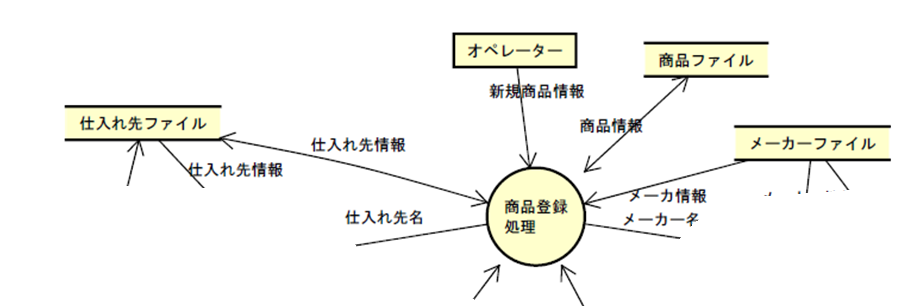 オペレーター
商品ファイル
新規商品情報
仕入れ先ファイル
商品情報
メーカーファイル
仕入れ先情報
仕入れ先情報
メーカ情報
商品登録
処理
仕入れ先名
メーカー名